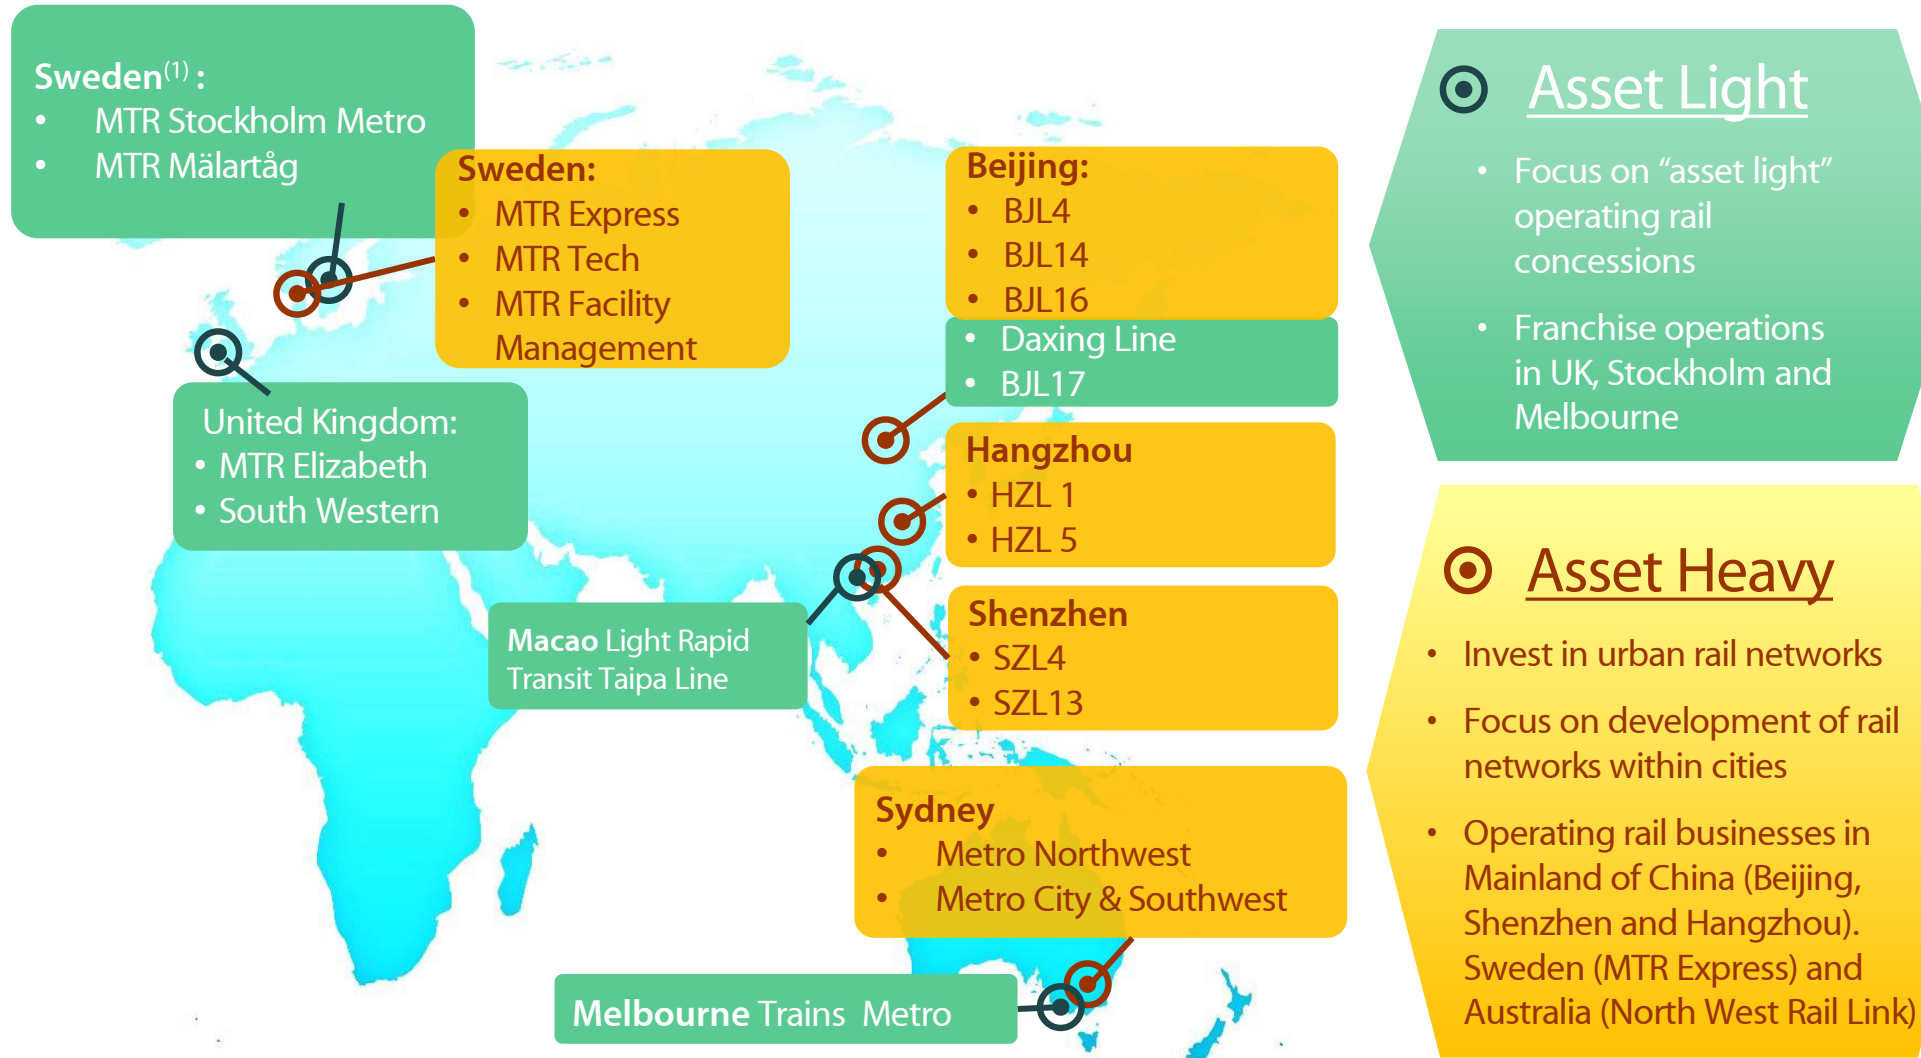 Sweden(1) :
• MTR Stockholm Metro
• MTR Mälartåg
Sweden:
• MTR Express
• MTR Tech
• MTR Facility
Management
United Kingdom:
• MTR Elizabeth
• South Western
Beijing:
• BJL4
• BJL14
• BJL16
• Daxing Line
• BJL17
Hangzhou
• HZL 1
• HZL 5
Shenzhen
• SZL4
• SZL13
Macao Light Rapid
Transit Taipa Line
Sydney
• Metro Northwest
• Metro City & Southwest
Melbourne Trains Metro
Asset Light
• Focus on “asset light”
operating rail
concessions
• Franchise operations
in UK, Stockholm and
Melbourne
Asset Heavy
• Invest in urban rail networks
• Focus on development of rail
networks within cities
• Operating rail businesses in
Mainland of China (Beijing,
Shenzhen and Hangzhou).
Sweden (MTR Express) and
Australia (North West Rail Link)